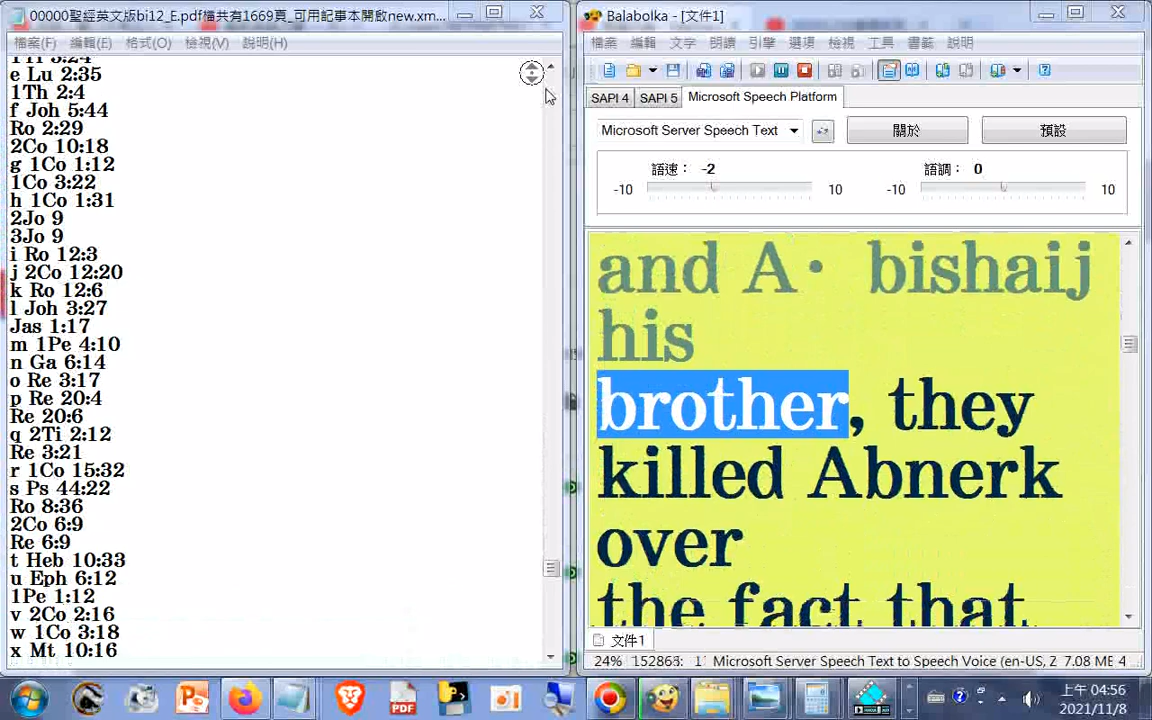 00000聖經英文版bi12_E.pdf檔共有1669頁_可用記事本開啟new.xm...
檔案(F) 編輯(E) 格式(O) 檢視(V) 說明(H)
1Ti 3:24
e Lu 2:35
1Th 2:4
f Joh 5:44
Ro 2:29
2Co 10:18
g 1Co 1:12
1Co 3:22
h 1Co 1:31
2Jo 9
3Jo 9
i Ro 12:3
j 2Co 12:20
k Ro 12:6
l Joh 3:27
Jas 1:17
m 1Pe 4:10
n Ga 6:14
o Re 3:17
p Re 20:4
Re 20:6
q 2Ti 2:12
Re 3:21
r 1Co 15:32
s Ps 44:22
Ro 8:36
2Co 6:9
Re 6:9
t Heb 10:33
u Eph 6:12
1Pe 1:12
v 2Co 2:16
w 1Co 3:18
x Mt 10:16
Balabolka - [文件1]
檔案 編輯 文字 朗讀 引擎 選項 檢視 工具 書籤 說明
SAPI 4 SAPI 5 Microsoft Speech Platform
Microsoft Server Speech Text 關於 預設
語速： -2 語調： 0
-10 10 -10 10
and A· bishaij
his
brother, they
killed Abnerk
over
the fact that
文件1
24% 152863: 1 Microsoft Server Speech Text to Speech Voice (en-US, Z 7.08 ME 4
PDF
上午 04:56
2021/11/8